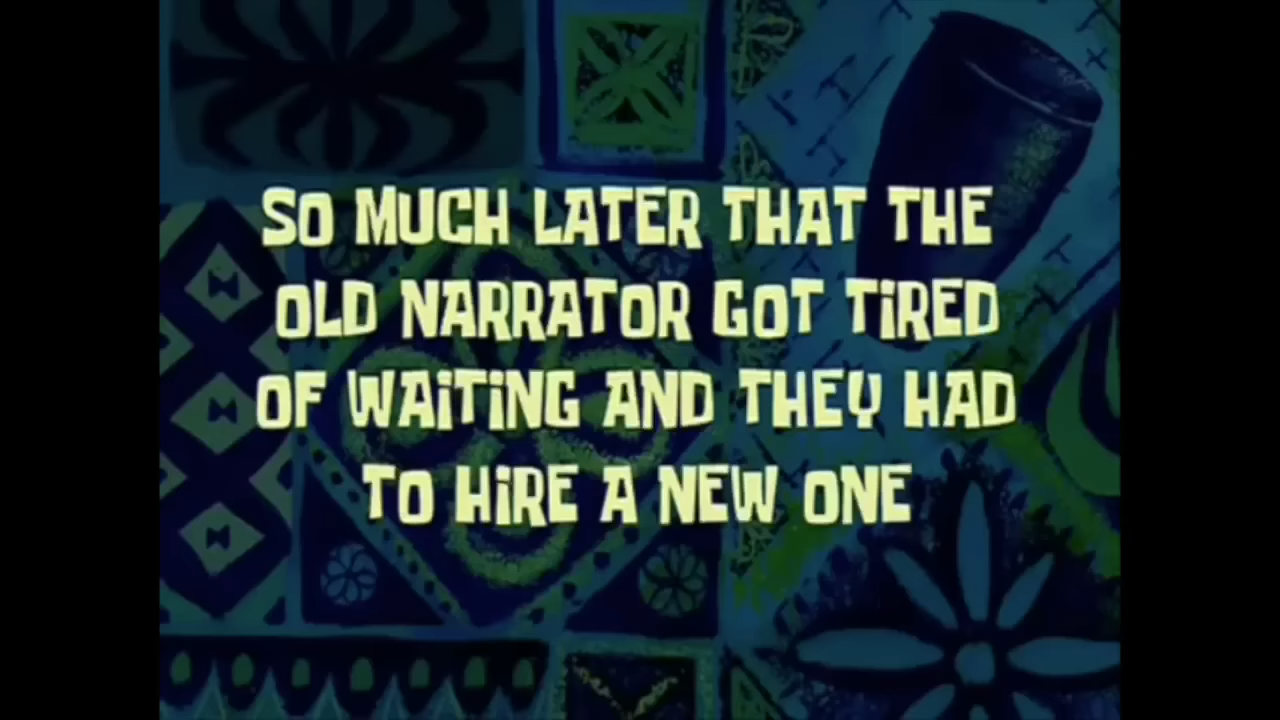 SO MUCH LATER THAT THE
OLD NARRATOR GOT TiRED
OF WAiTiNG AND THEY HAD
TO HiRE A NEW ONE